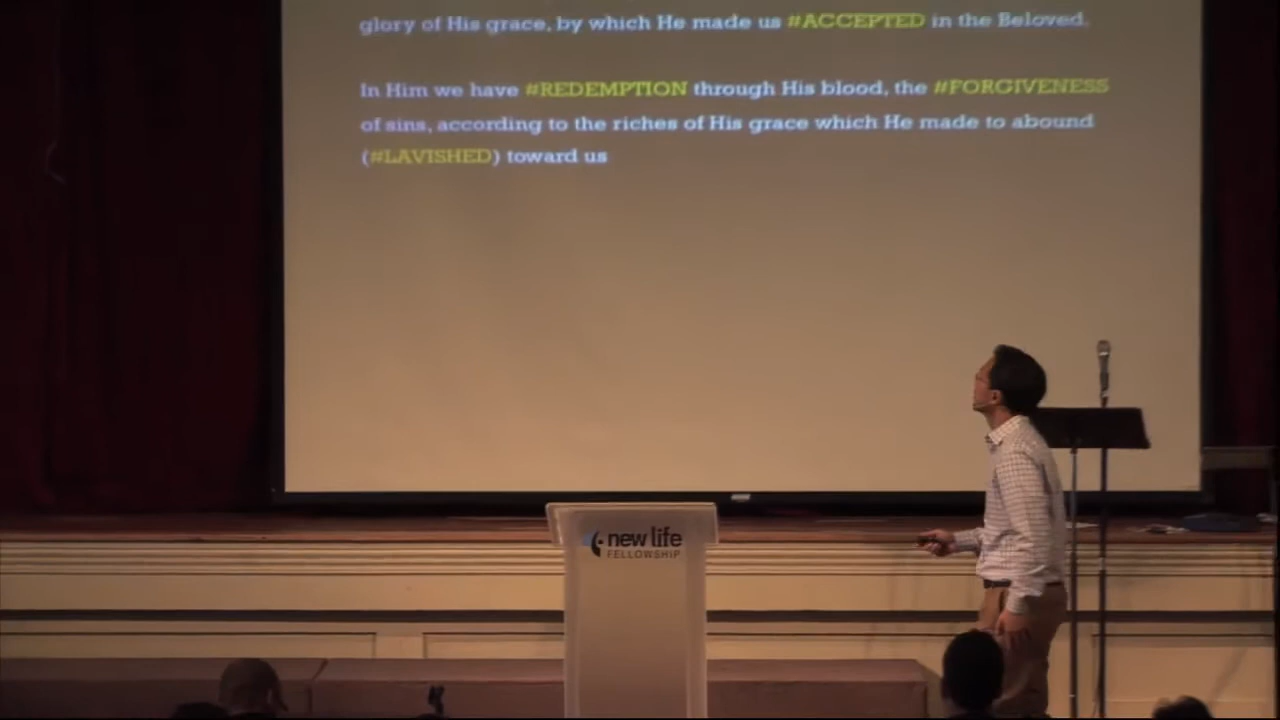 glory of His grace, by which He made us #ACCEPTED in the Beloved.
In Him we have #REDEMPTION through His blood, the #FORGIVENESS
of sins, according to the riches of His grace which He made to abound
(#LAVISHED) toward us
new life
FELLOWSHIP